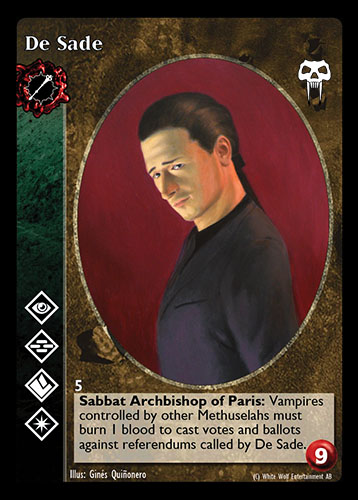 De Sade
5
Sabbat Archbishop of Paris: Vampires
controlled by other Methuselahs must
burn 1 blood to cast votes and ballots
against referendums called by De Sade.
9
Illus: Ginés Quiñonero
(C) White Wolf Entertainment AB